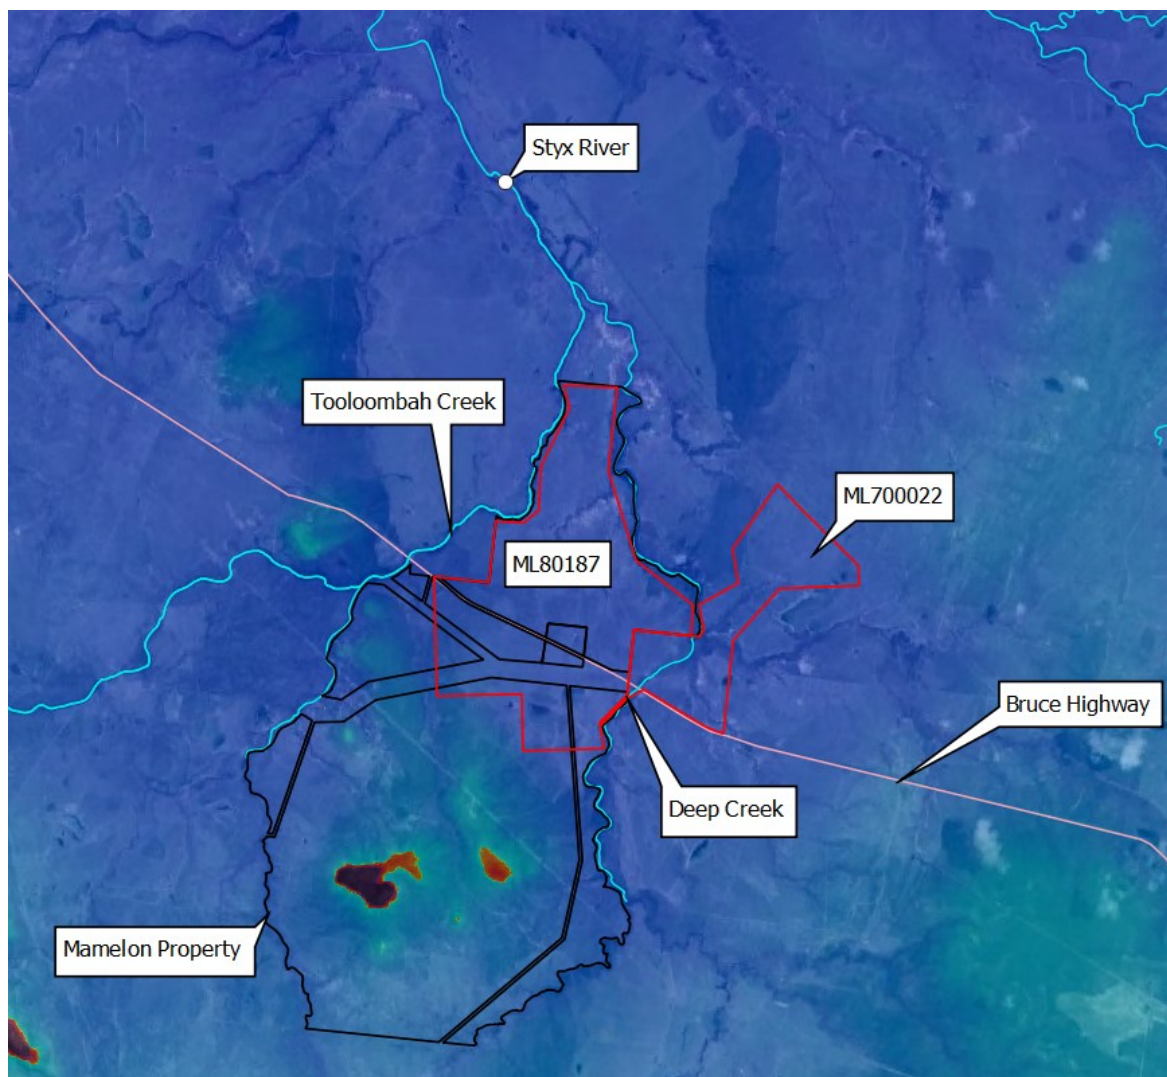 Styx River
Tooloombah Creek
ML700022
ML80187
Bruce Highway
Deep Creek
Mamelon Property